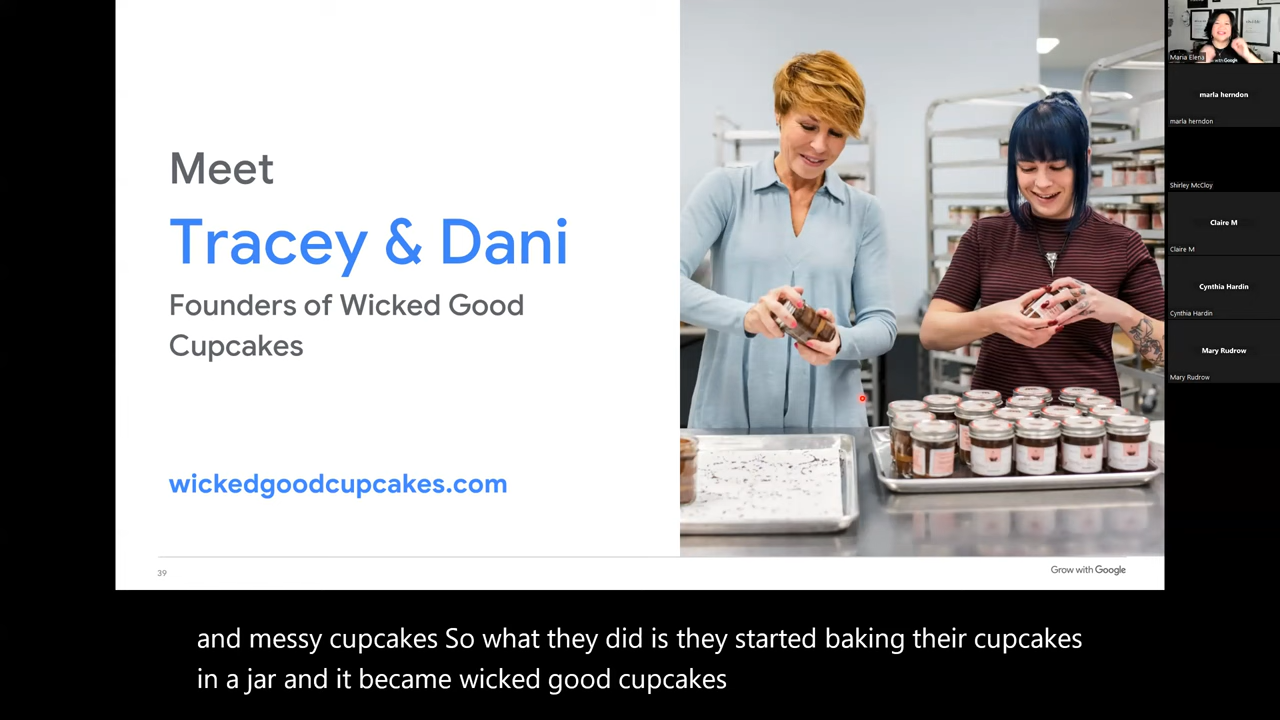 Meet
Tracey & Dani
Founders of Wicked Good
Cupcakes
wickedgoodcupcakes.com
39
Grow with Google
Maria Elena
with Google
marla herndon
marla herndon
Shirley McCloy
Claire M
Claire M
Cynthia Hardin
Cynthia Hardin
Mary Rudrow
Mary Rudrow
and messy cupcakes So what they did is they started baking their cupcakes
in a jar and it became wicked good cupcakes